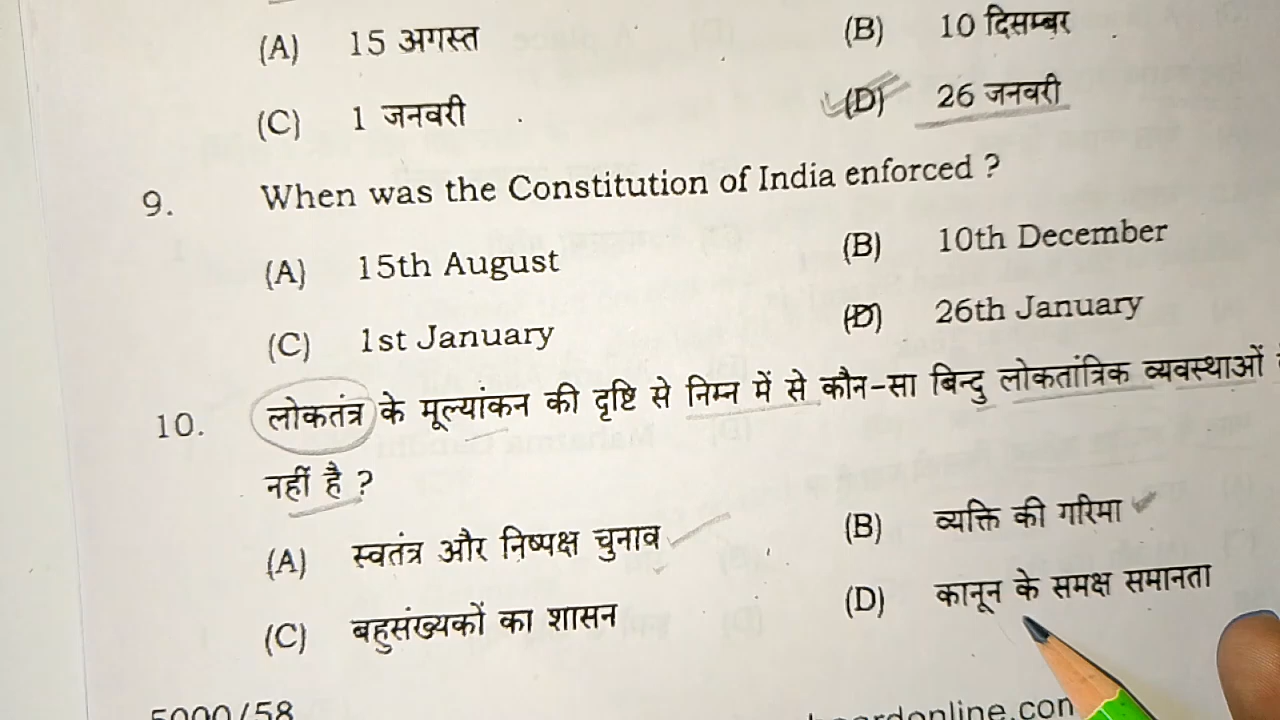 (A) 15 अगस्त (B) 10 दिसम्बर
(C) 1 जनवरी (D) 26 जनवरी
9. When was the Constitution of India enforced ?
(A) 15th August (B) 10th December
(C) 1st January (D) 26th January
10. लोकतंत्र के मूल्यांकन की दृष्टि से निम्न में से कौन-सा बिन्दु लोकतांत्रिक व्यवस्थाओं
नहीं है ?
(A) स्वतंत्र और निष्पक्ष चुनाव (B) व्यक्ति की गरिमा
(C) बहुसंख्यकों का शासन (D) कानून के समक्ष समानता
5000/58